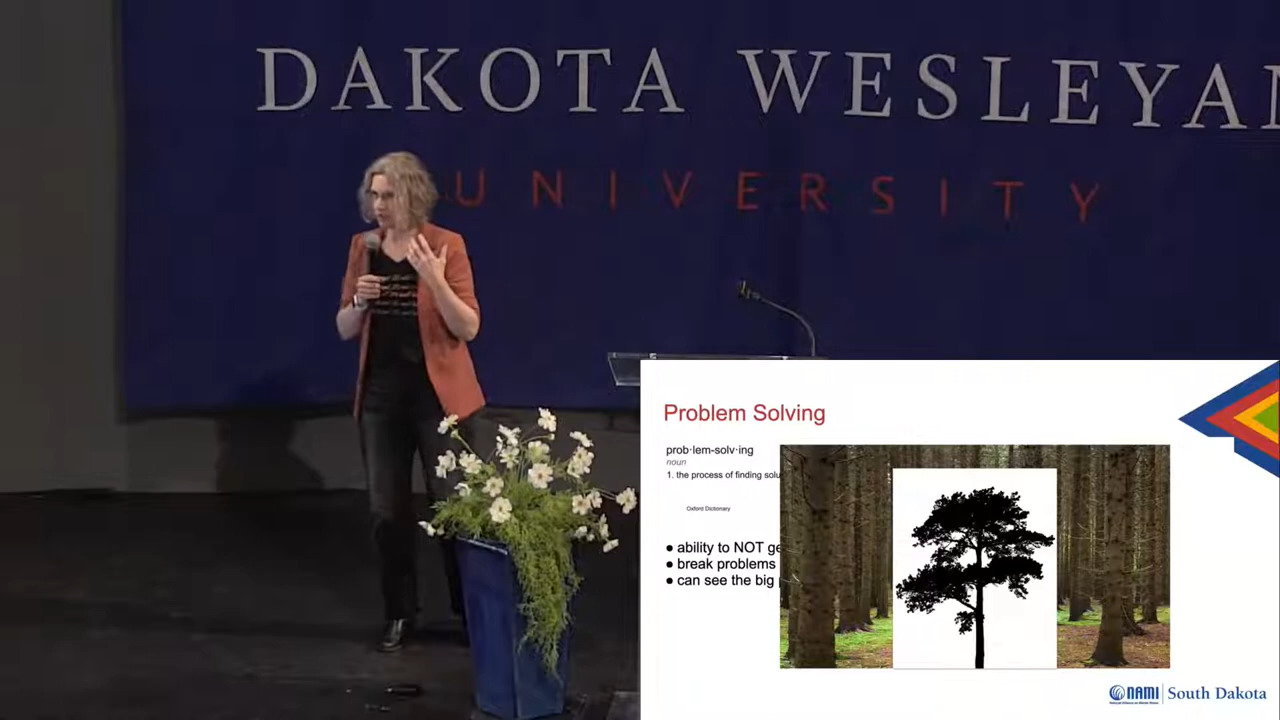 DAKOTA WESLEYAN
UNIVERSITY
Problem Solving
prob·lem-solv·ing
noun
1. the process of finding solu
Oxford Dictionary
● ability to NOT ge
● break problems
● can see the big
NAMI South Dakota